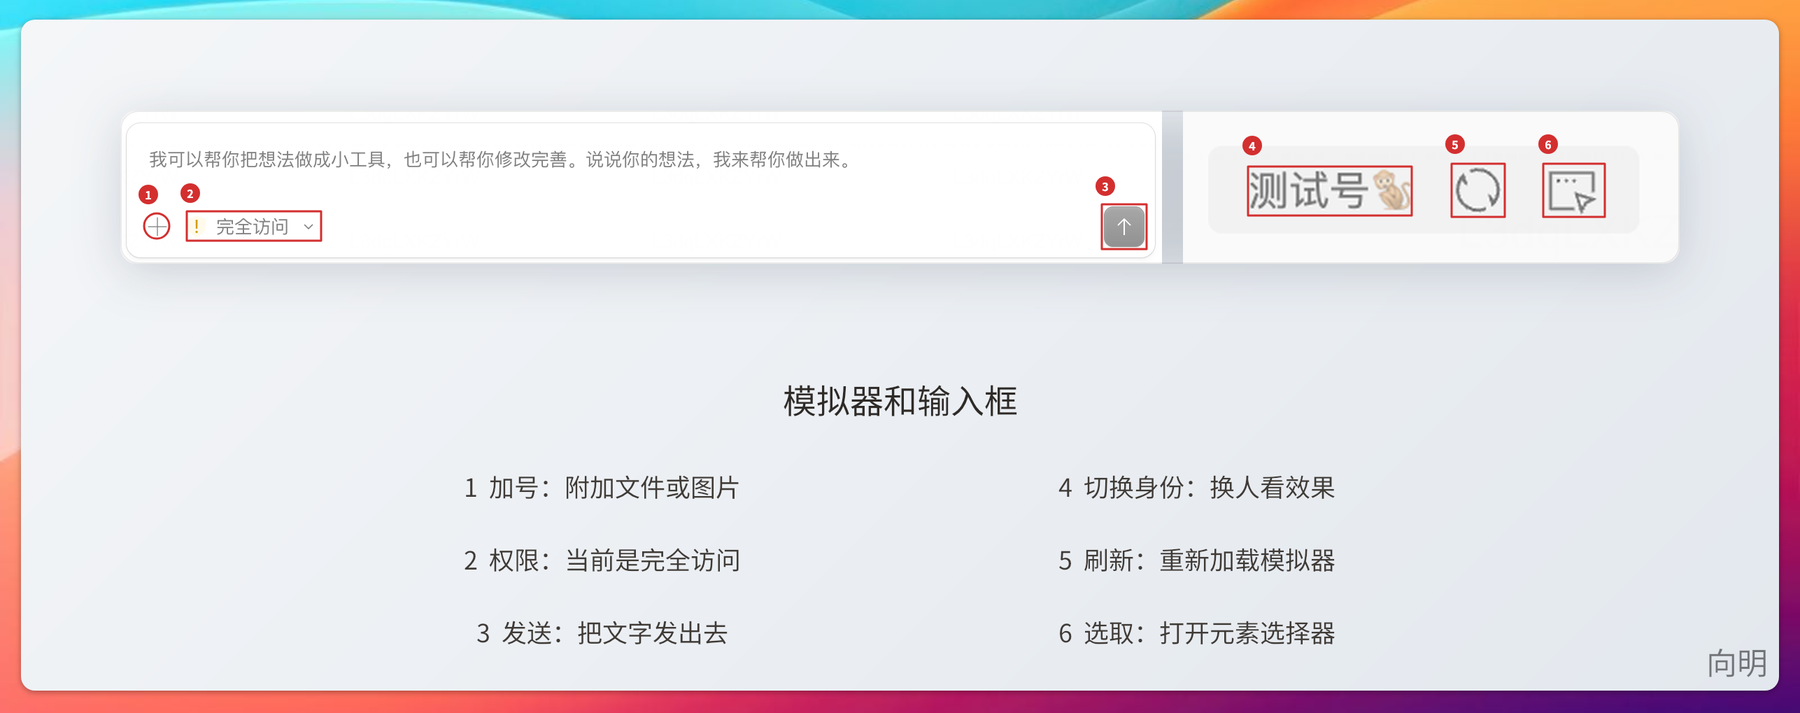 我可以帮你把想法做成小工具，也可以帮你修改完善。说说你的想法，我来帮你做出来。
1 2 3
! 完全访问
4 5 6
测试号
模拟器和输入框
1 加号：附加文件或图片
2 权限：当前是完全访问
3 发送：把文字发出去
4 切换身份：换人看效果
5 刷新：重新加载模拟器
6 选取：打开元素选择器
向明